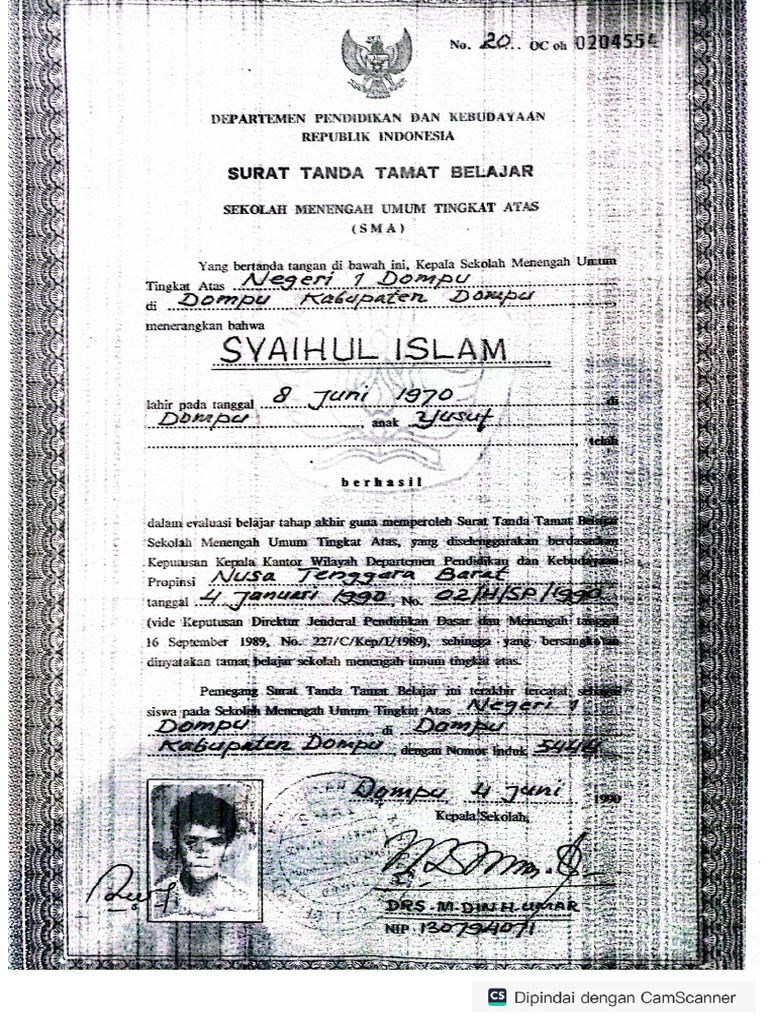 No. 20.. OC oh 0204554
DEPARTEMEN PENDIDIKAN DAN KEBUDAYAAN
REPUBLIK INDONESIA
SURAT TANDA TAMAT BELAJAR
SEKOLAH MENENGAH UMUM TINGKAT ATAS
(SMA)
Yang bertanda tangan di bawah ini, Kepala Sekolah Menengah Umum
Tingkat Atas Negeri 1 Dompu
di Dompu Kabupaten Dompu
menerangkan bahwa
SYAIHUL ISLAM
lahir pada tanggal 8 Juni 1970 di
Dompu, anak Yusuf
, telah
berhasil
dalam evaluasi belajar tahap akhir guna memperoleh Surat Tanda Tamat Belajar
Sekolah Menengah Umum Tingkat Atas, yang diselenggarakan berdasarkan
Keputusan Kepala Kantor Wilayah Departemen Pendidikan dan Kebudayaan
Propinsi Nusa Tenggara Barat
tanggal 4 Januari 1990, No. 02/H/SP/1990
(vide Keputusan Direktur Jenderal Pendidikan Dasar dan Menengah tanggal
16 September 1989, No. 227/C/Kep/I/1989), sehingga yang bersangkutan
dinyatakan tamat belajar sekolah menengah umum tingkat atas.
Pemegang Surat Tanda Tamat Belajar ini terakhir tercatat sebagai
siswa pada Sekolah Menengah Umum Tingkat Atas Negeri 1
Dompu di Dompu
Kabupaten Dompu, dengan Nomor Induk 5444
Dompu 4 Juni 1990
Kepala Sekolah,
DRS. M. DIN H. UMAR
NIP 130794071
CS Dipindai dengan CamScanner